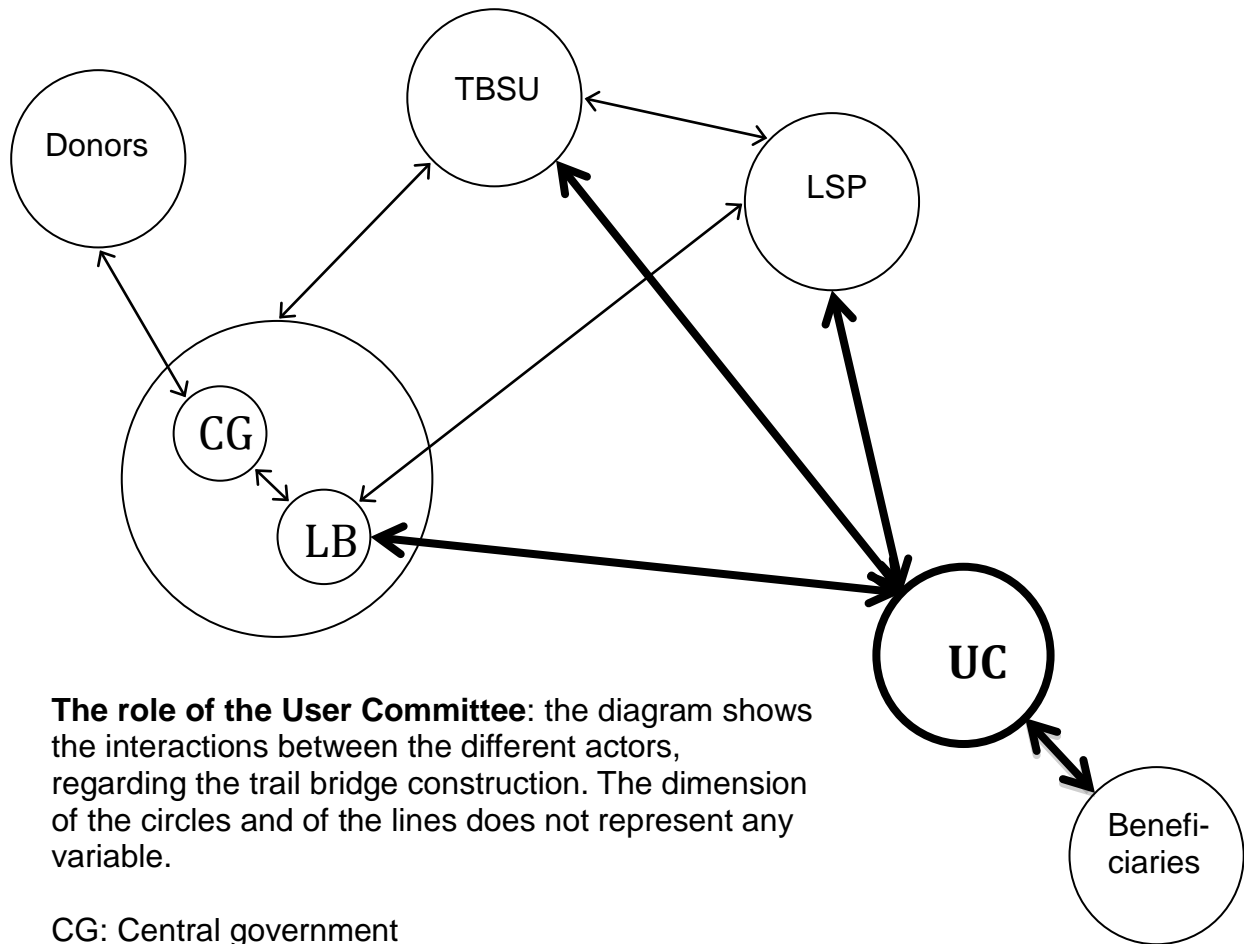 TBSU
Donors
LSP
CG
LB
UC
The role of the User Committee: the diagram shows
the interactions between the different actors,
regarding the trail bridge construction. The dimension
of the circles and of the lines does not represent any
variable.
Benefi-
ciaries
CG: Central government